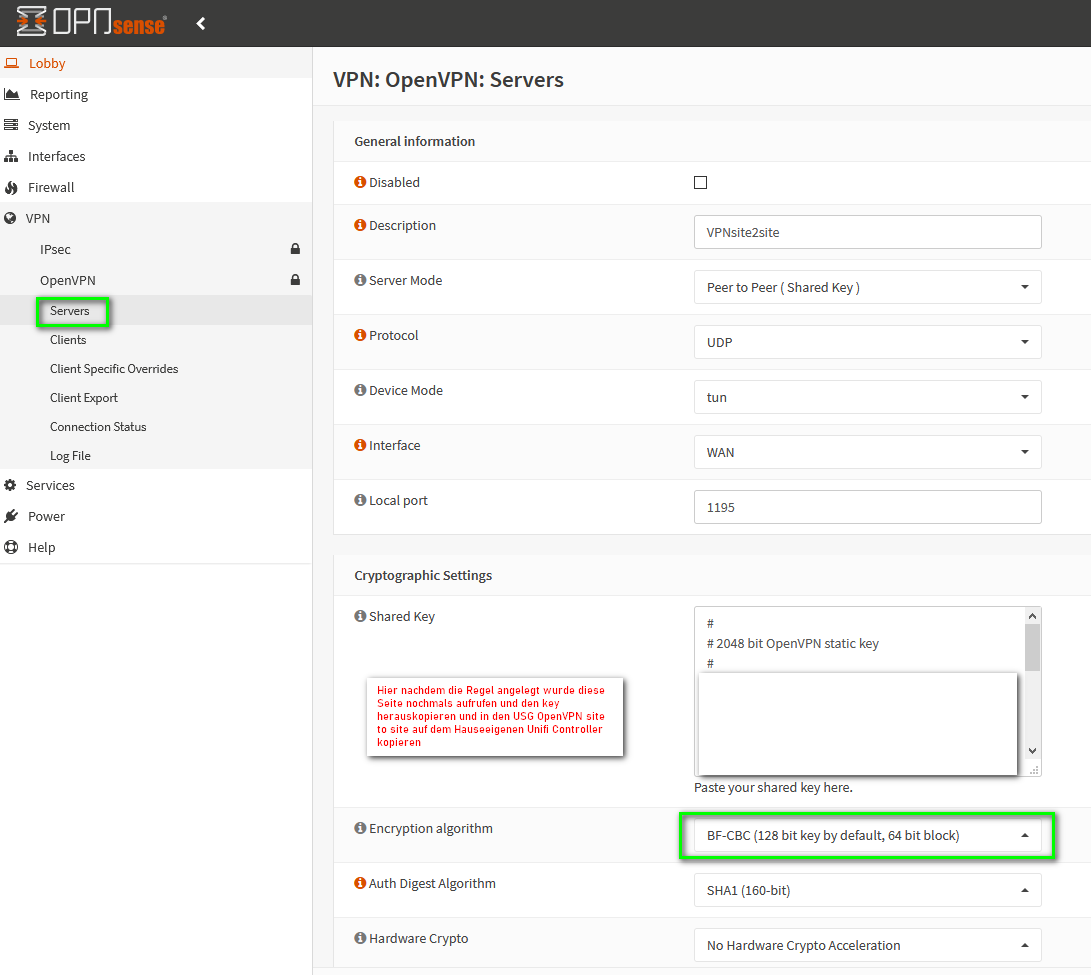 OPNsense
Lobby
Reporting
System
Interfaces
Firewall
VPN
IPsec
OpenVPN
Servers
Clients
Client Specific Overrides
Client Export
Connection Status
Log File
Services
Power
Help
VPN: OpenVPN: Servers
General information
Disabled
Description
VPNsite2site
Server Mode
Peer to Peer ( Shared Key )
Protocol
UDP
Device Mode
tun
Interface
WAN
Local port
1195
Cryptographic Settings
Shared Key
#
# 2048 bit OpenVPN static key
#
Hier nachdem die Regel angelegt wurde diese
Seite nochmals aufrufen und den key
herauskopieren und in den USG OpenVPN site
to site auf dem Hauseeigenen Unifi Controller
kopieren
Paste your shared key here.
Encryption algorithm
BF-CBC (128 bit key by default, 64 bit block)
Auth Digest Algorithm
SHA1 (160-bit)
Hardware Crypto
No Hardware Crypto Acceleration